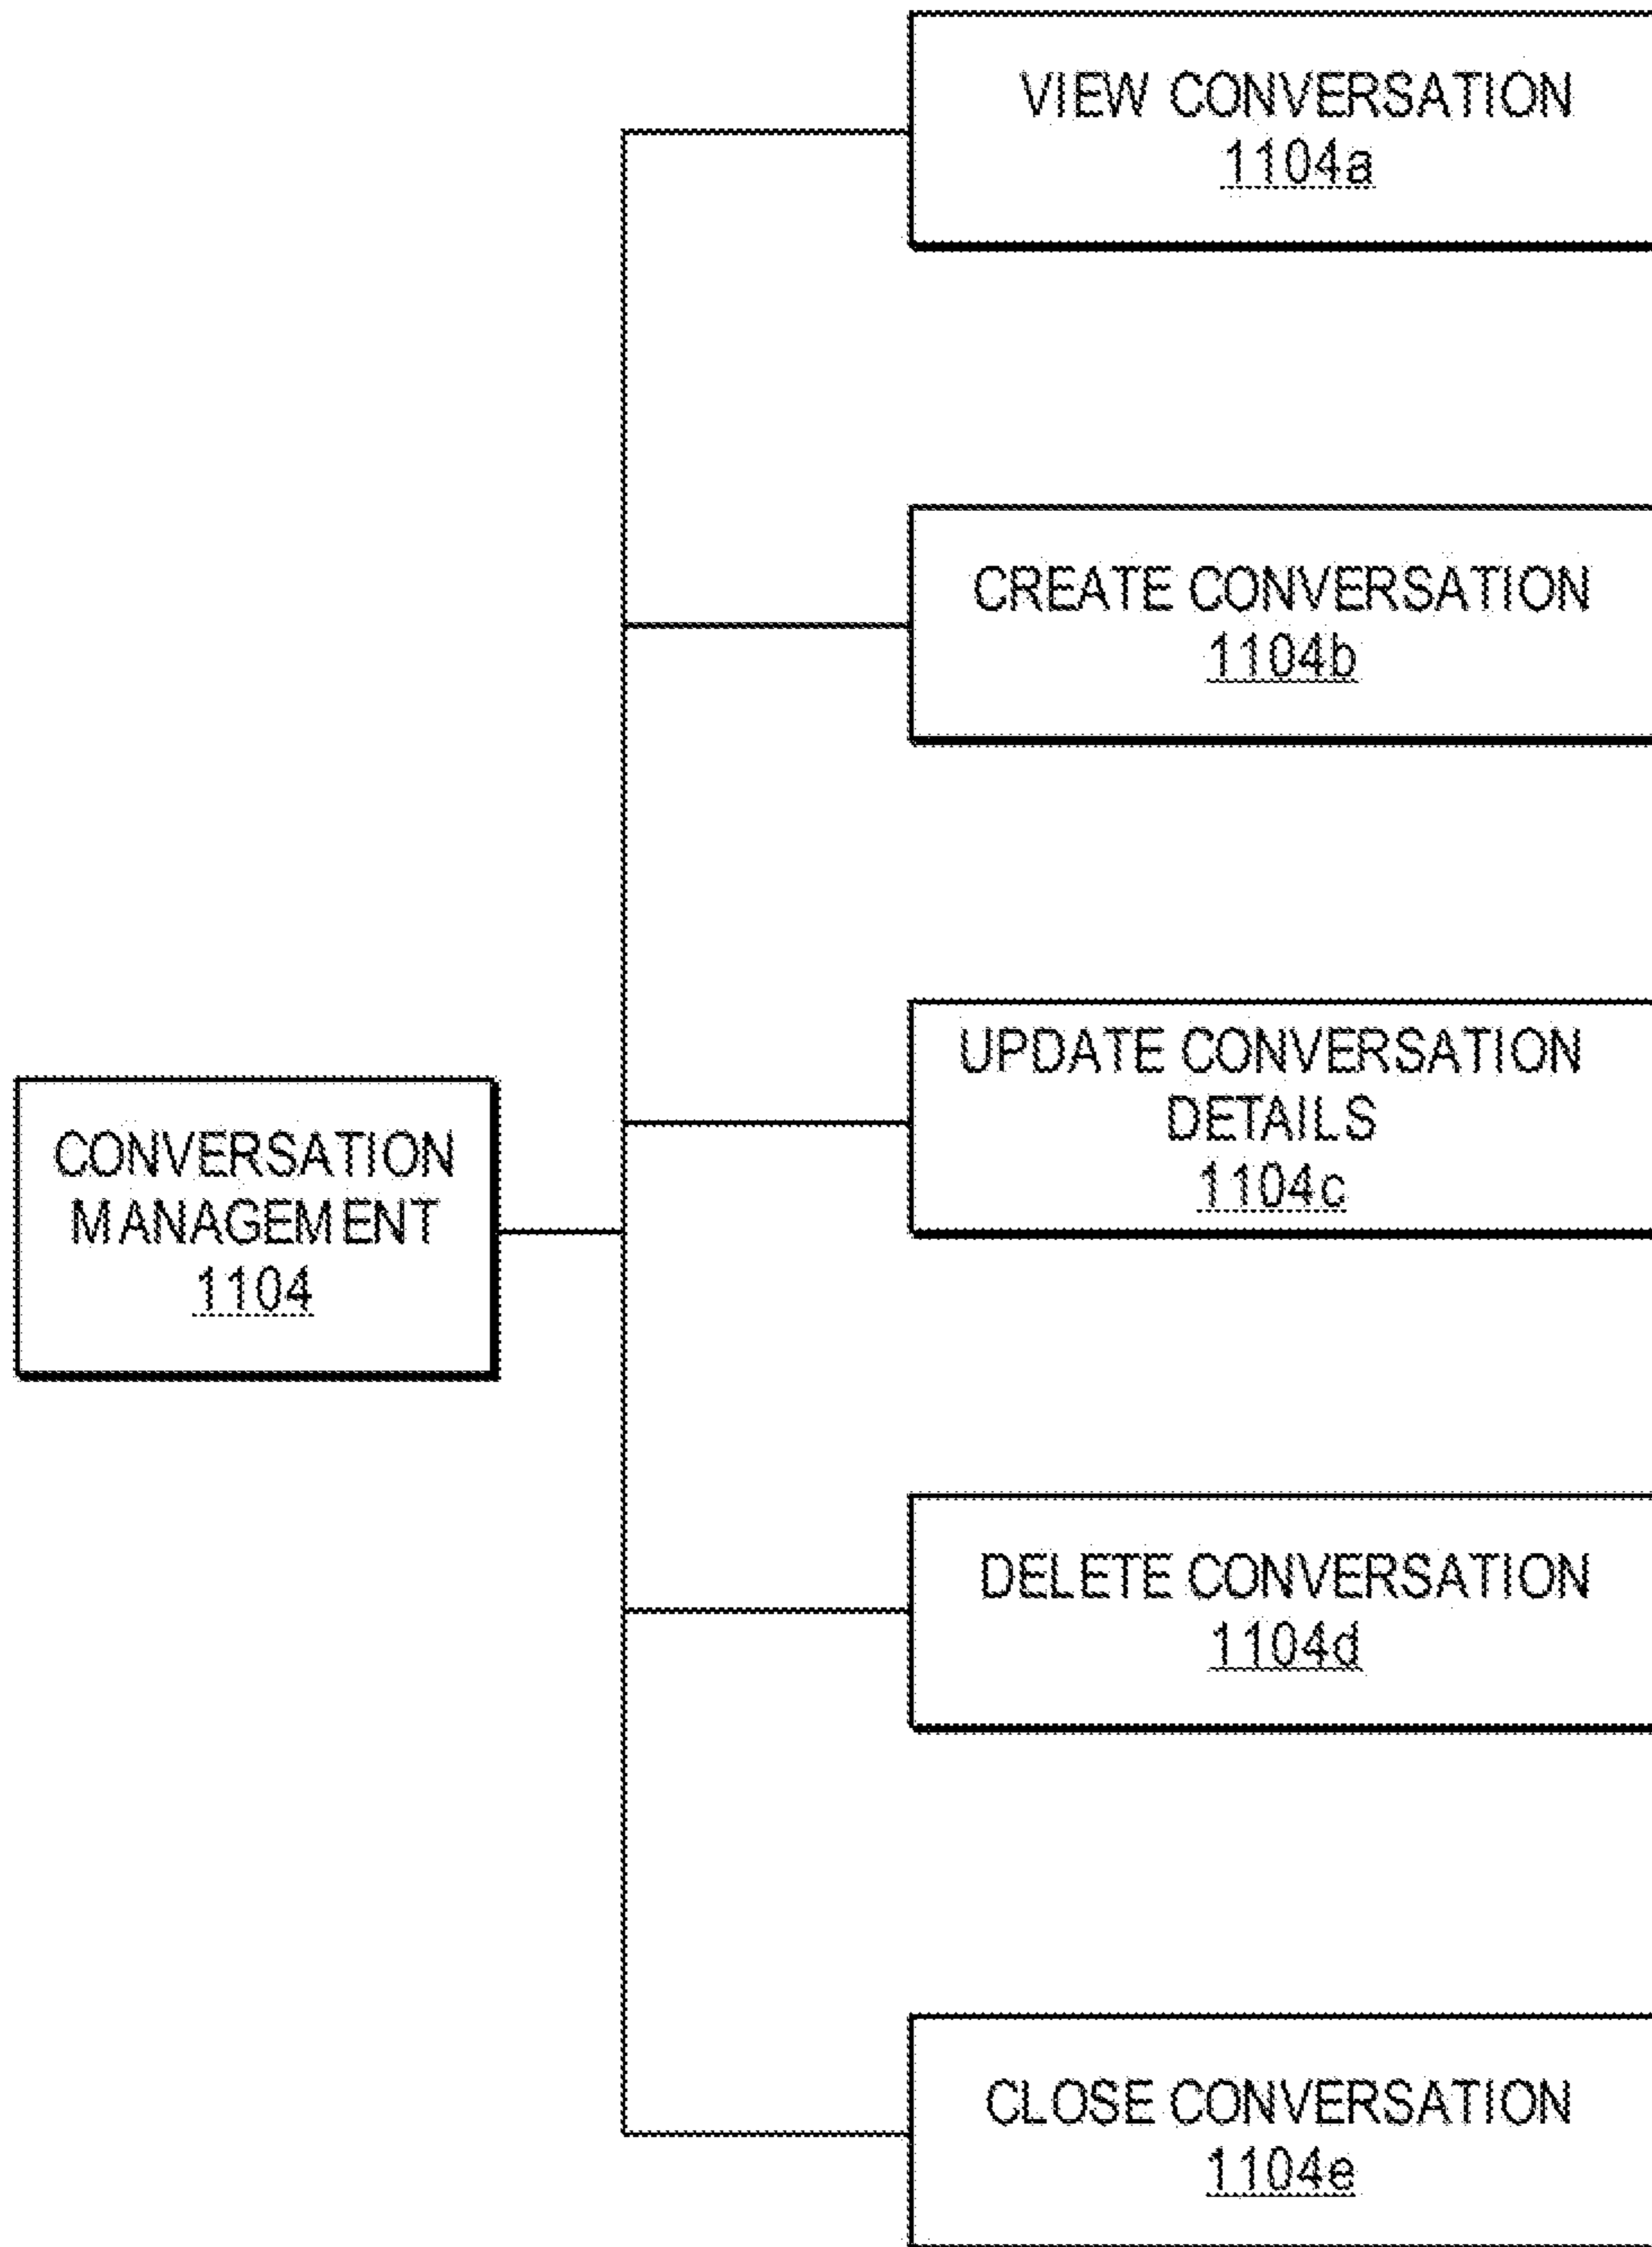 VIEW CONVERSATION
1104a
CREATE CONVERSATION
1104b
UPDATE CONVERSATION
DETAILS
1104c
CONVERSATION
MANAGEMENT
1104
DELETE CONVERSATION
1104d
CLOSE CONVERSATION
1104e